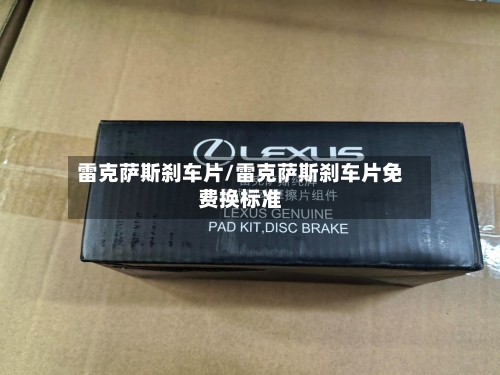 LEXUS
雷克萨斯刹车片/雷克萨斯刹车片免
费换标准
擦片组件
LEXUS GENUINE
PAD KIT,DISC BRAKE